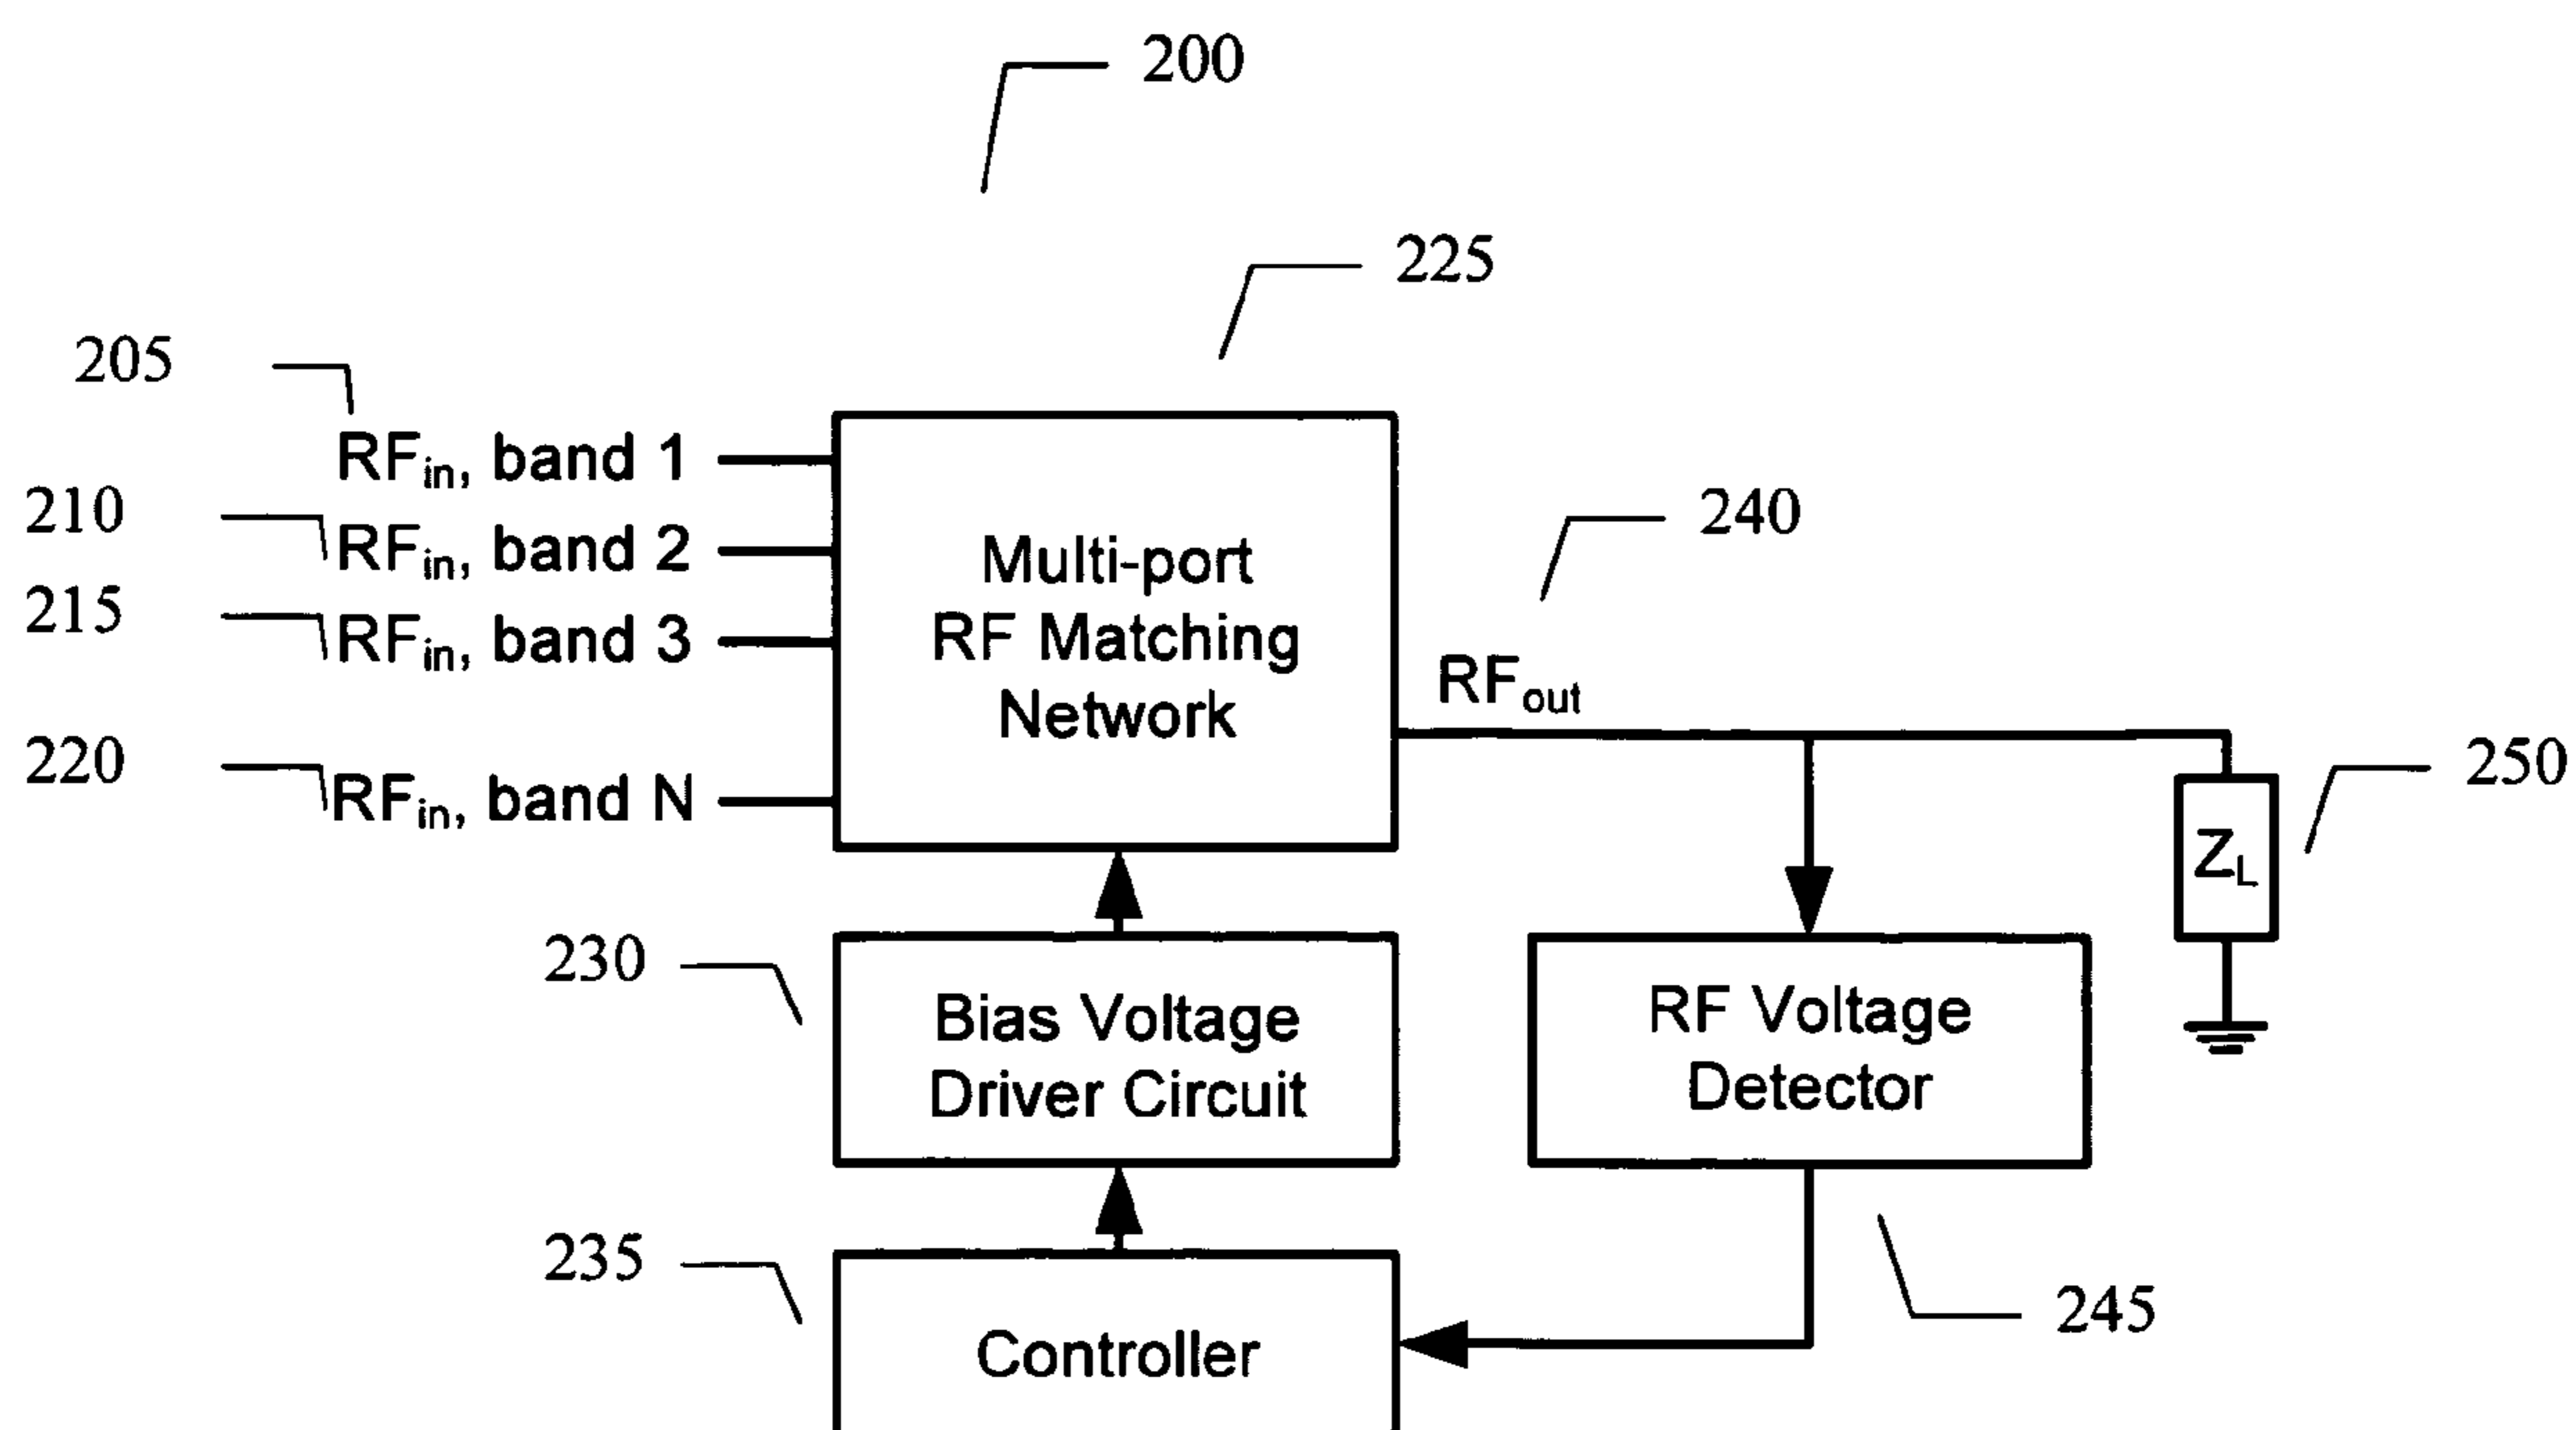 200
225
205
RFin, band 1
210
RFin, band 2
215
RFin, band 3
220
RFin, band N
Multi-port
RF Matching
Network
240
RFout
250
ZL
230
Bias Voltage
Driver Circuit
RF Voltage
Detector
235
Controller
245